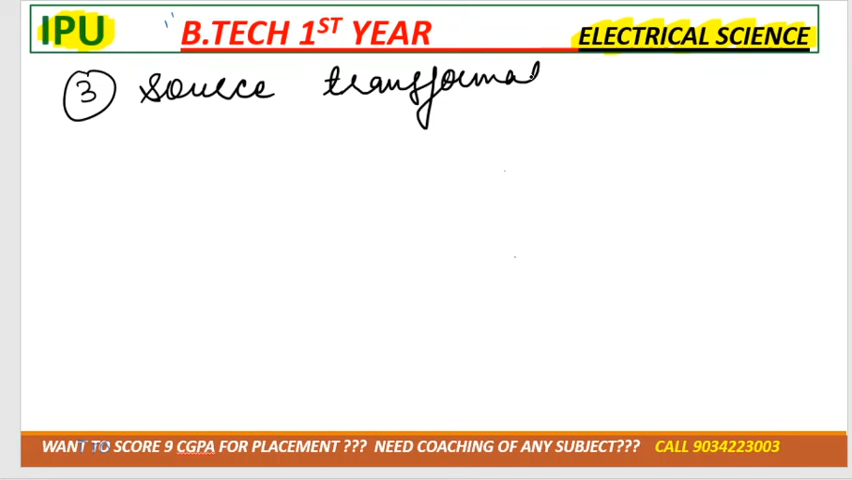 IPU B.TECH 1ST YEAR ELECTRICAL SCIENCE
3 source transforma
WANT TO SCORE 9 CGPA FOR PLACEMENT ??? NEED COACHING OF ANY SUBJECT??? CALL 9034223003